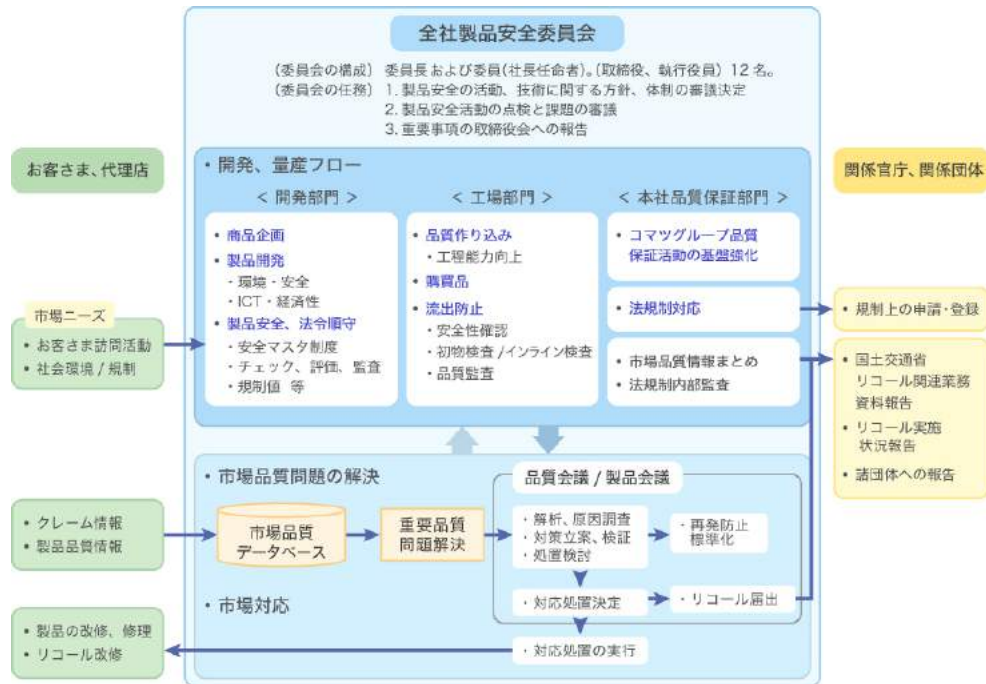 全社製品安全委員会
(委員会の構成) 委員長および委員(社長任命者)。(取締役、執行役員) 12名。
(委員会の任務) 1. 製品安全の活動、技術に関する方針、体制の審議決定
2. 製品安全活動の点検と課題の審議
3. 重要事項の取締役会への報告
お客さま、代理店
関係官庁、関係団体
・開発、量産フロー
< 開発部門 >
< 工場部門 >
< 本社品質保証部門 >
• 商品企画
• 製品開発
・環境・安全
・ICT・経済性
• 製品安全、法令順守
・安全マスタ制度
・チェック、評価、監査
・規制値 等
• 品質作り込み
・工程能力向上
• 購買品
• 流出防止
・安全性確認
・初物検査/インライン検査
・品質監査
• コマツグループ品質
保証活動の基盤強化
• 法規制対応
• 市場品質情報まとめ
• 法規制内部監査
市場ニーズ
• お客さま訪問活動
• 社会環境 / 規制
• 規制上の申請・登録
• 国土交通省
リコール関連業務
資料報告
• リコール実施
状況報告
• 諸団体への報告
・市場品質問題の解決
• クレーム情報
• 製品品質情報
市場品質
データベース
重要品質
問題解決
品質会議 / 製品会議
・解析、原因調査
・対策立案、検証
・処置検討
・再発防止
標準化
・対応処置決定
・リコール届出
・市場対応
• 製品の改修、修理
• リコール改修
・対応処置の実行